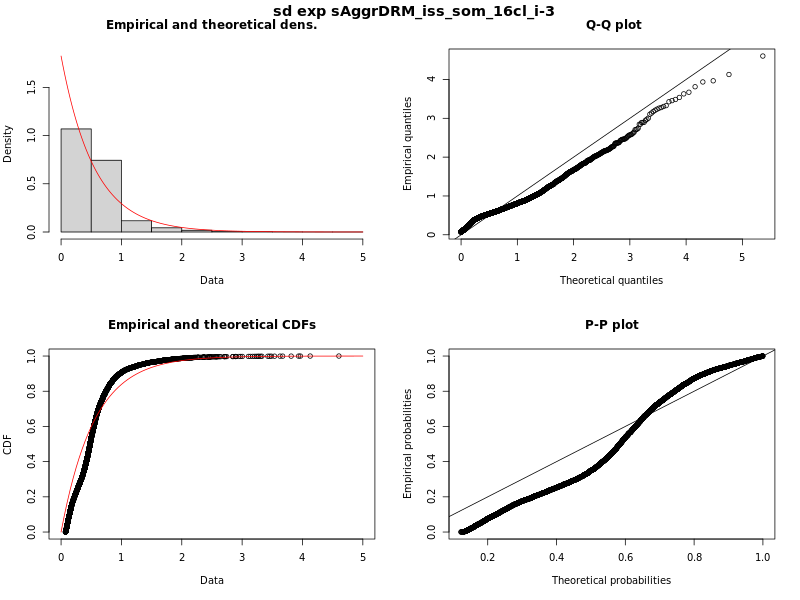 sd exp sAggrDRM_iss_som_16cl_i-3
Empirical and theoretical dens.
Density
0.0 0.5 1.0 1.5
0 1 2 3 4 5
Data
Q-Q plot
Empirical quantiles
0 1 2 3 4
0 1 2 3 4 5
Theoretical quantiles
Empirical and theoretical CDFs
CDF
0.0 0.2 0.4 0.6 0.8 1.0
0 1 2 3 4 5
Data
P-P plot
Empirical probabilities
0.0 0.2 0.4 0.6 0.8 1.0
0.2 0.4 0.6 0.8 1.0
Theoretical probabilities